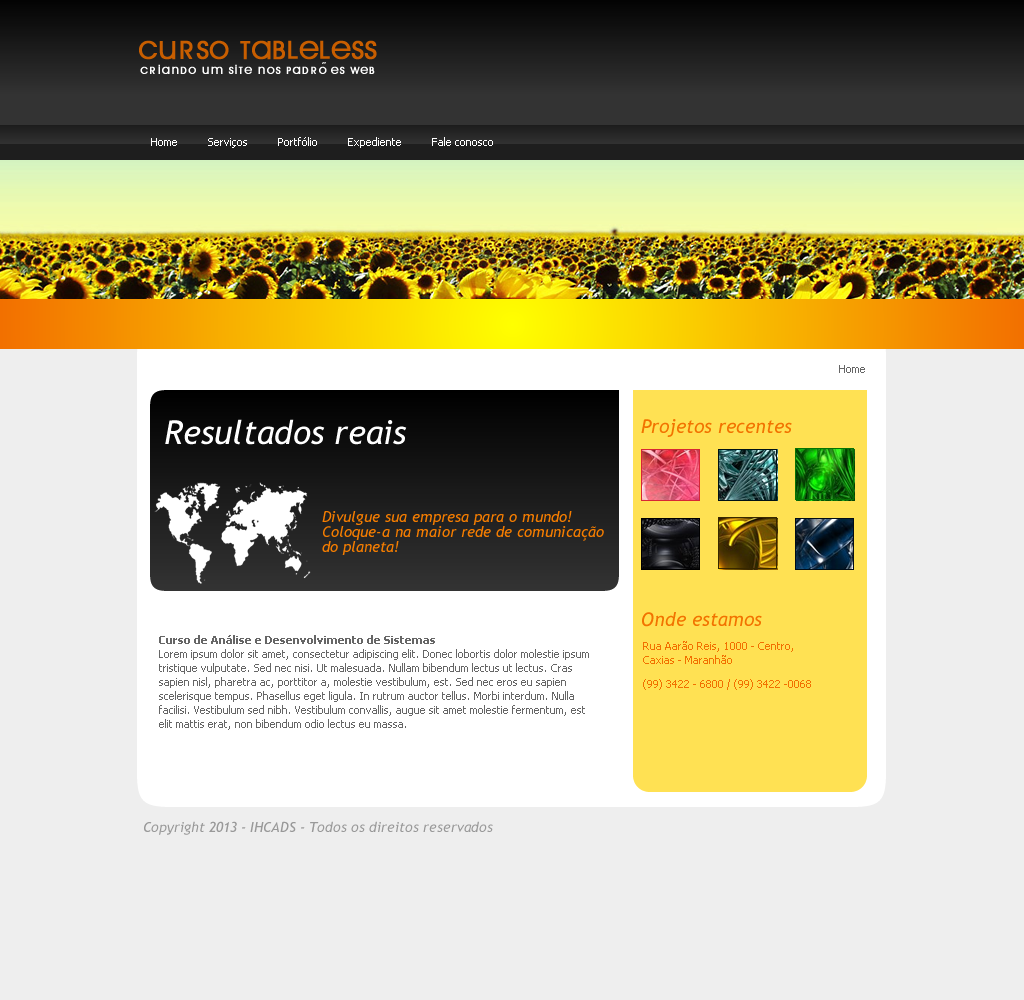 CURSO TABLELESS
CRIANDO UM SITE NOS PADRÕES WEB
Home Serviços Portfólio Expediente Fale conosco
Home
Resultados reais
Divulgue sua empresa para o mundo!
Coloque-a na maior rede de comunicação
do planeta!
Curso de Análise e Desenvolvimento de Sistemas
Lorem ipsum dolor sit amet, consectetur adipiscing elit. Donec lobortis dolor molestie ipsum
tristique vulputate. Sed nec nisi. Ut malesuada. Nullam bibendum lectus ut lectus. Cras
sapien nisl, pharetra ac, porttitor a, molestie vestibulum, est. Sed nec eros eu sapien
scelerisque tempus. Phasellus eget ligula. In rutrum auctor tellus. Morbi interdum. Nulla
facilisi. Vestibulum sed nibh. Vestibulum convallis, augue sit amet molestie fermentum, est
elit mattis erat, non bibendum odio lectus eu massa.
Projetos recentes
Onde estamos
Rua Aarão Reis, 1000 - Centro,
Caxias - Maranhão
(99) 3422 - 6800 / (99) 3422 -0068
Copyright 2013 - IHCADS - Todos os direitos reservados